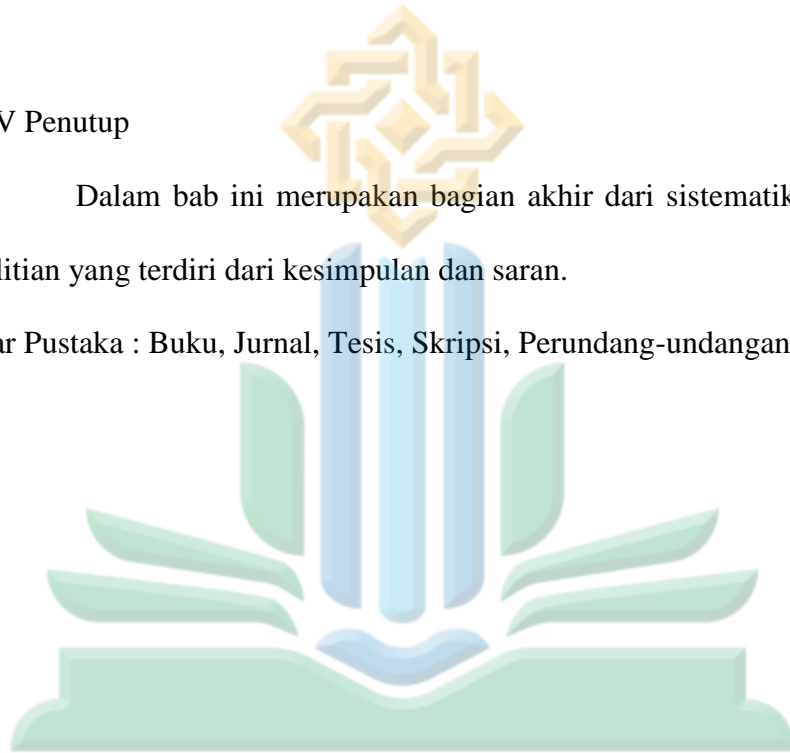 V Penutup
Dalam bab ini merupakan bagian akhir dari sistematik
litian yang terdiri dari kesimpulan dan saran.
ar Pustaka : Buku, Jurnal, Tesis, Skripsi, Perundang-undangan